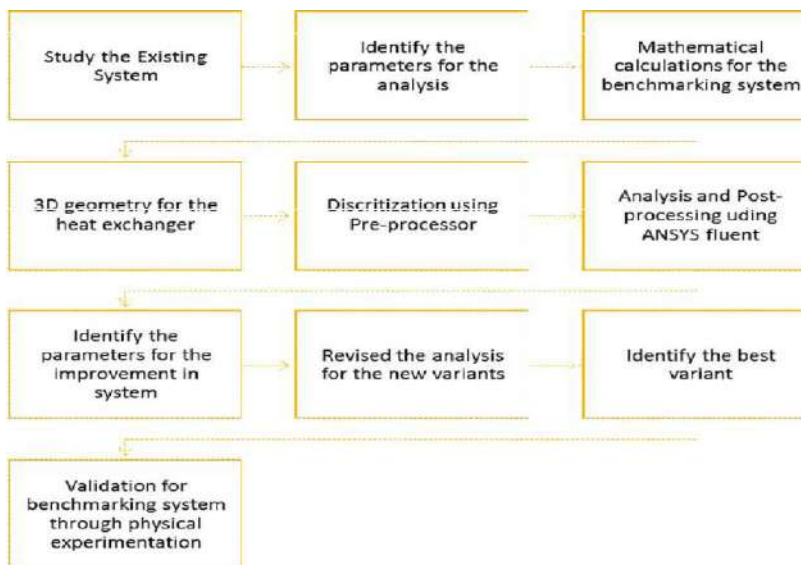 Study the Existing
System
Identify the
parameters for the
analysis
Mathematical
calculations for the
benchmarking system
3D geometry for the
heat exchanger
Discritization using
Pre-processor
Analysis and Post-
processing uding
ANSYS fluent
Identify the
parameters for the
improvement in
system
Revised the analysis
for the new variants
Identify the best
variant
Validation for
benchmarking system
through physical
experimentation